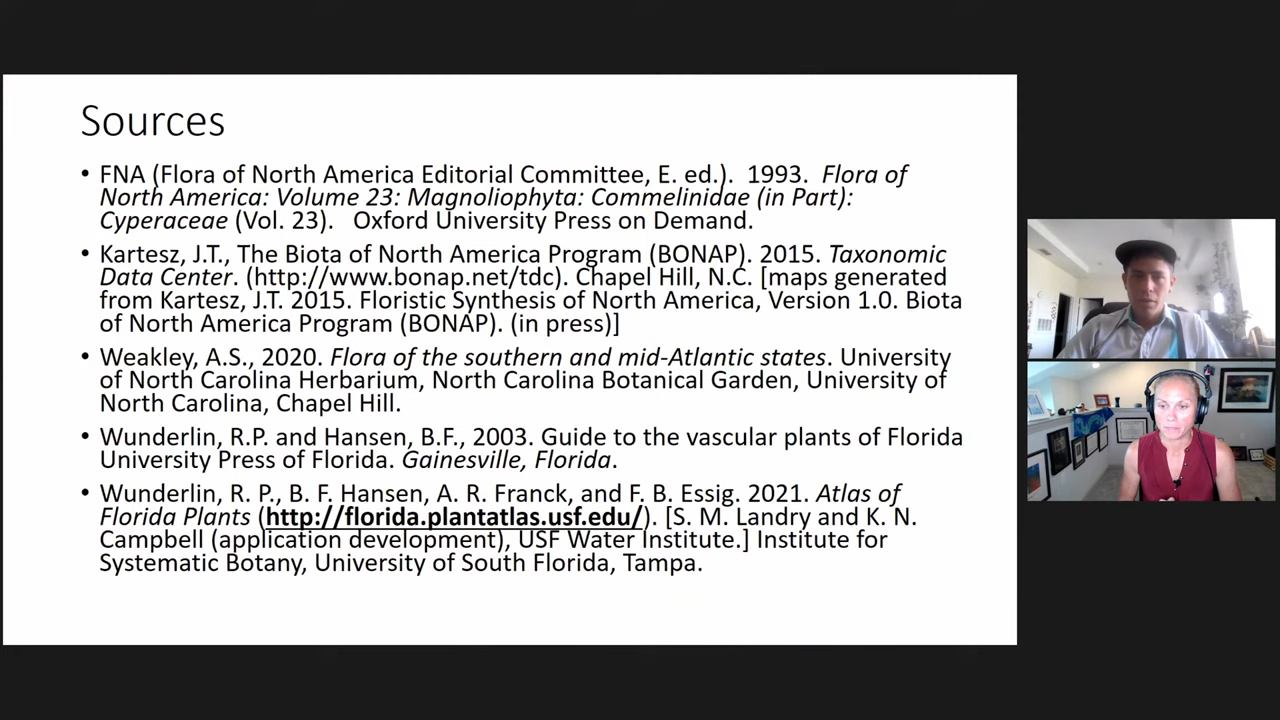 Sources
• FNA (Flora of North America Editorial Committee, E. ed.).  1993.  Flora of
North America: Volume 23: Magnoliophyta: Commelinidae (in Part):
Cyperaceae (Vol. 23).   Oxford University Press on Demand.
• Kartesz, J.T., The Biota of North America Program (BONAP). 2015. Taxonomic
Data Center. (http://www.bonap.net/tdc). Chapel Hill, N.C. [maps generated
from Kartesz, J.T. 2015. Floristic Synthesis of North America, Version 1.0. Biota
of North America Program (BONAP). (in press)]
• Weakley, A.S., 2020. Flora of the southern and mid-Atlantic states. University
of North Carolina Herbarium, North Carolina Botanical Garden, University of
North Carolina, Chapel Hill.
• Wunderlin, R.P. and Hansen, B.F., 2003. Guide to the vascular plants of Florida
University Press of Florida. Gainesville, Florida.
• Wunderlin, R. P., B. F. Hansen, A. R. Franck, and F. B. Essig. 2021. Atlas of
Florida Plants (http://florida.plantatlas.usf.edu/). [S. M. Landry and K. N.
Campbell (application development), USF Water Institute.] Institute for
Systematic Botany, University of South Florida, Tampa.